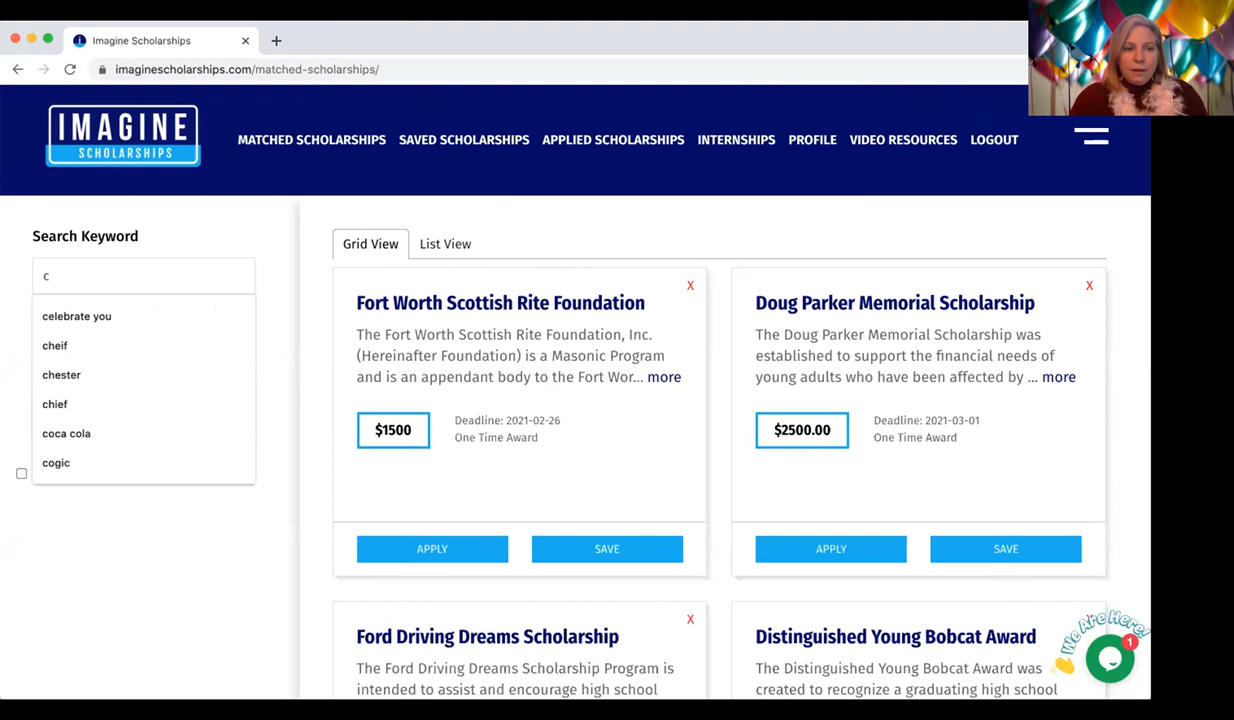 Imagine Scholarships
imaginescholarships.com/matched-scholarships/
IMAGINE
SCHOLARSHIPS
MATCHED SCHOLARSHIPS SAVED SCHOLARSHIPS APPLIED SCHOLARSHIPS INTERNSHIPS PROFILE VIDEO RESOURCES LOGOUT
Search Keyword
c
celebrate you
cheif
chester
chief
coca cola
cogic
Grid View List View
X
Fort Worth Scottish Rite Foundation
The Fort Worth Scottish Rite Foundation, Inc.
(Hereinafter Foundation) is a Masonic Program
and is an appendant body to the Fort Wor... more
$1500
Deadline: 2021-02-26
One Time Award
APPLY SAVE
X
Doug Parker Memorial Scholarship
The Doug Parker Memorial Scholarship was
established to support the financial needs of
young adults who have been affected by ... more
$2500.00
Deadline: 2021-03-01
One Time Award
APPLY SAVE
X
Ford Driving Dreams Scholarship
The Ford Driving Dreams Scholarship Program is
intended to assist and encourage high school
Distinguished Young Bobcat Award
The Distinguished Young Bobcat Award was
created to recognize a graduating high school
We Are Here!
1